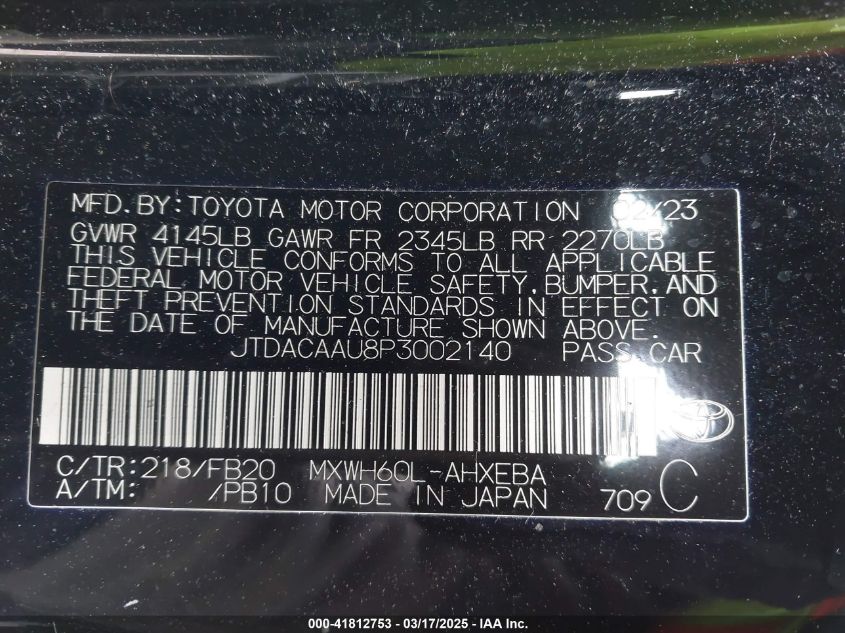 MFD.BY:TOYOTA MOTOR CORPORATION 02/23
GVWR 4145LB GAWR FR 2345LB RR 2270LB
THIS VEHICLE CONFORMS TO ALL APPLICABLE
FEDERAL MOTOR VEHICLE SAFETY,BUMPER,AND
THEFT PREVENTION STANDARDS IN EFFECT ON
THE DATE OF MANUFACTURE SHOWN ABOVE.
JTDACAAU8P3002140 PASS.CAR
C/TR:218/FB20 MXWH60L-AHXEBA
A/TM: /PB10 MADE IN JAPAN 709 C
000-41812753 - 03/17/2025 - IAA Inc.